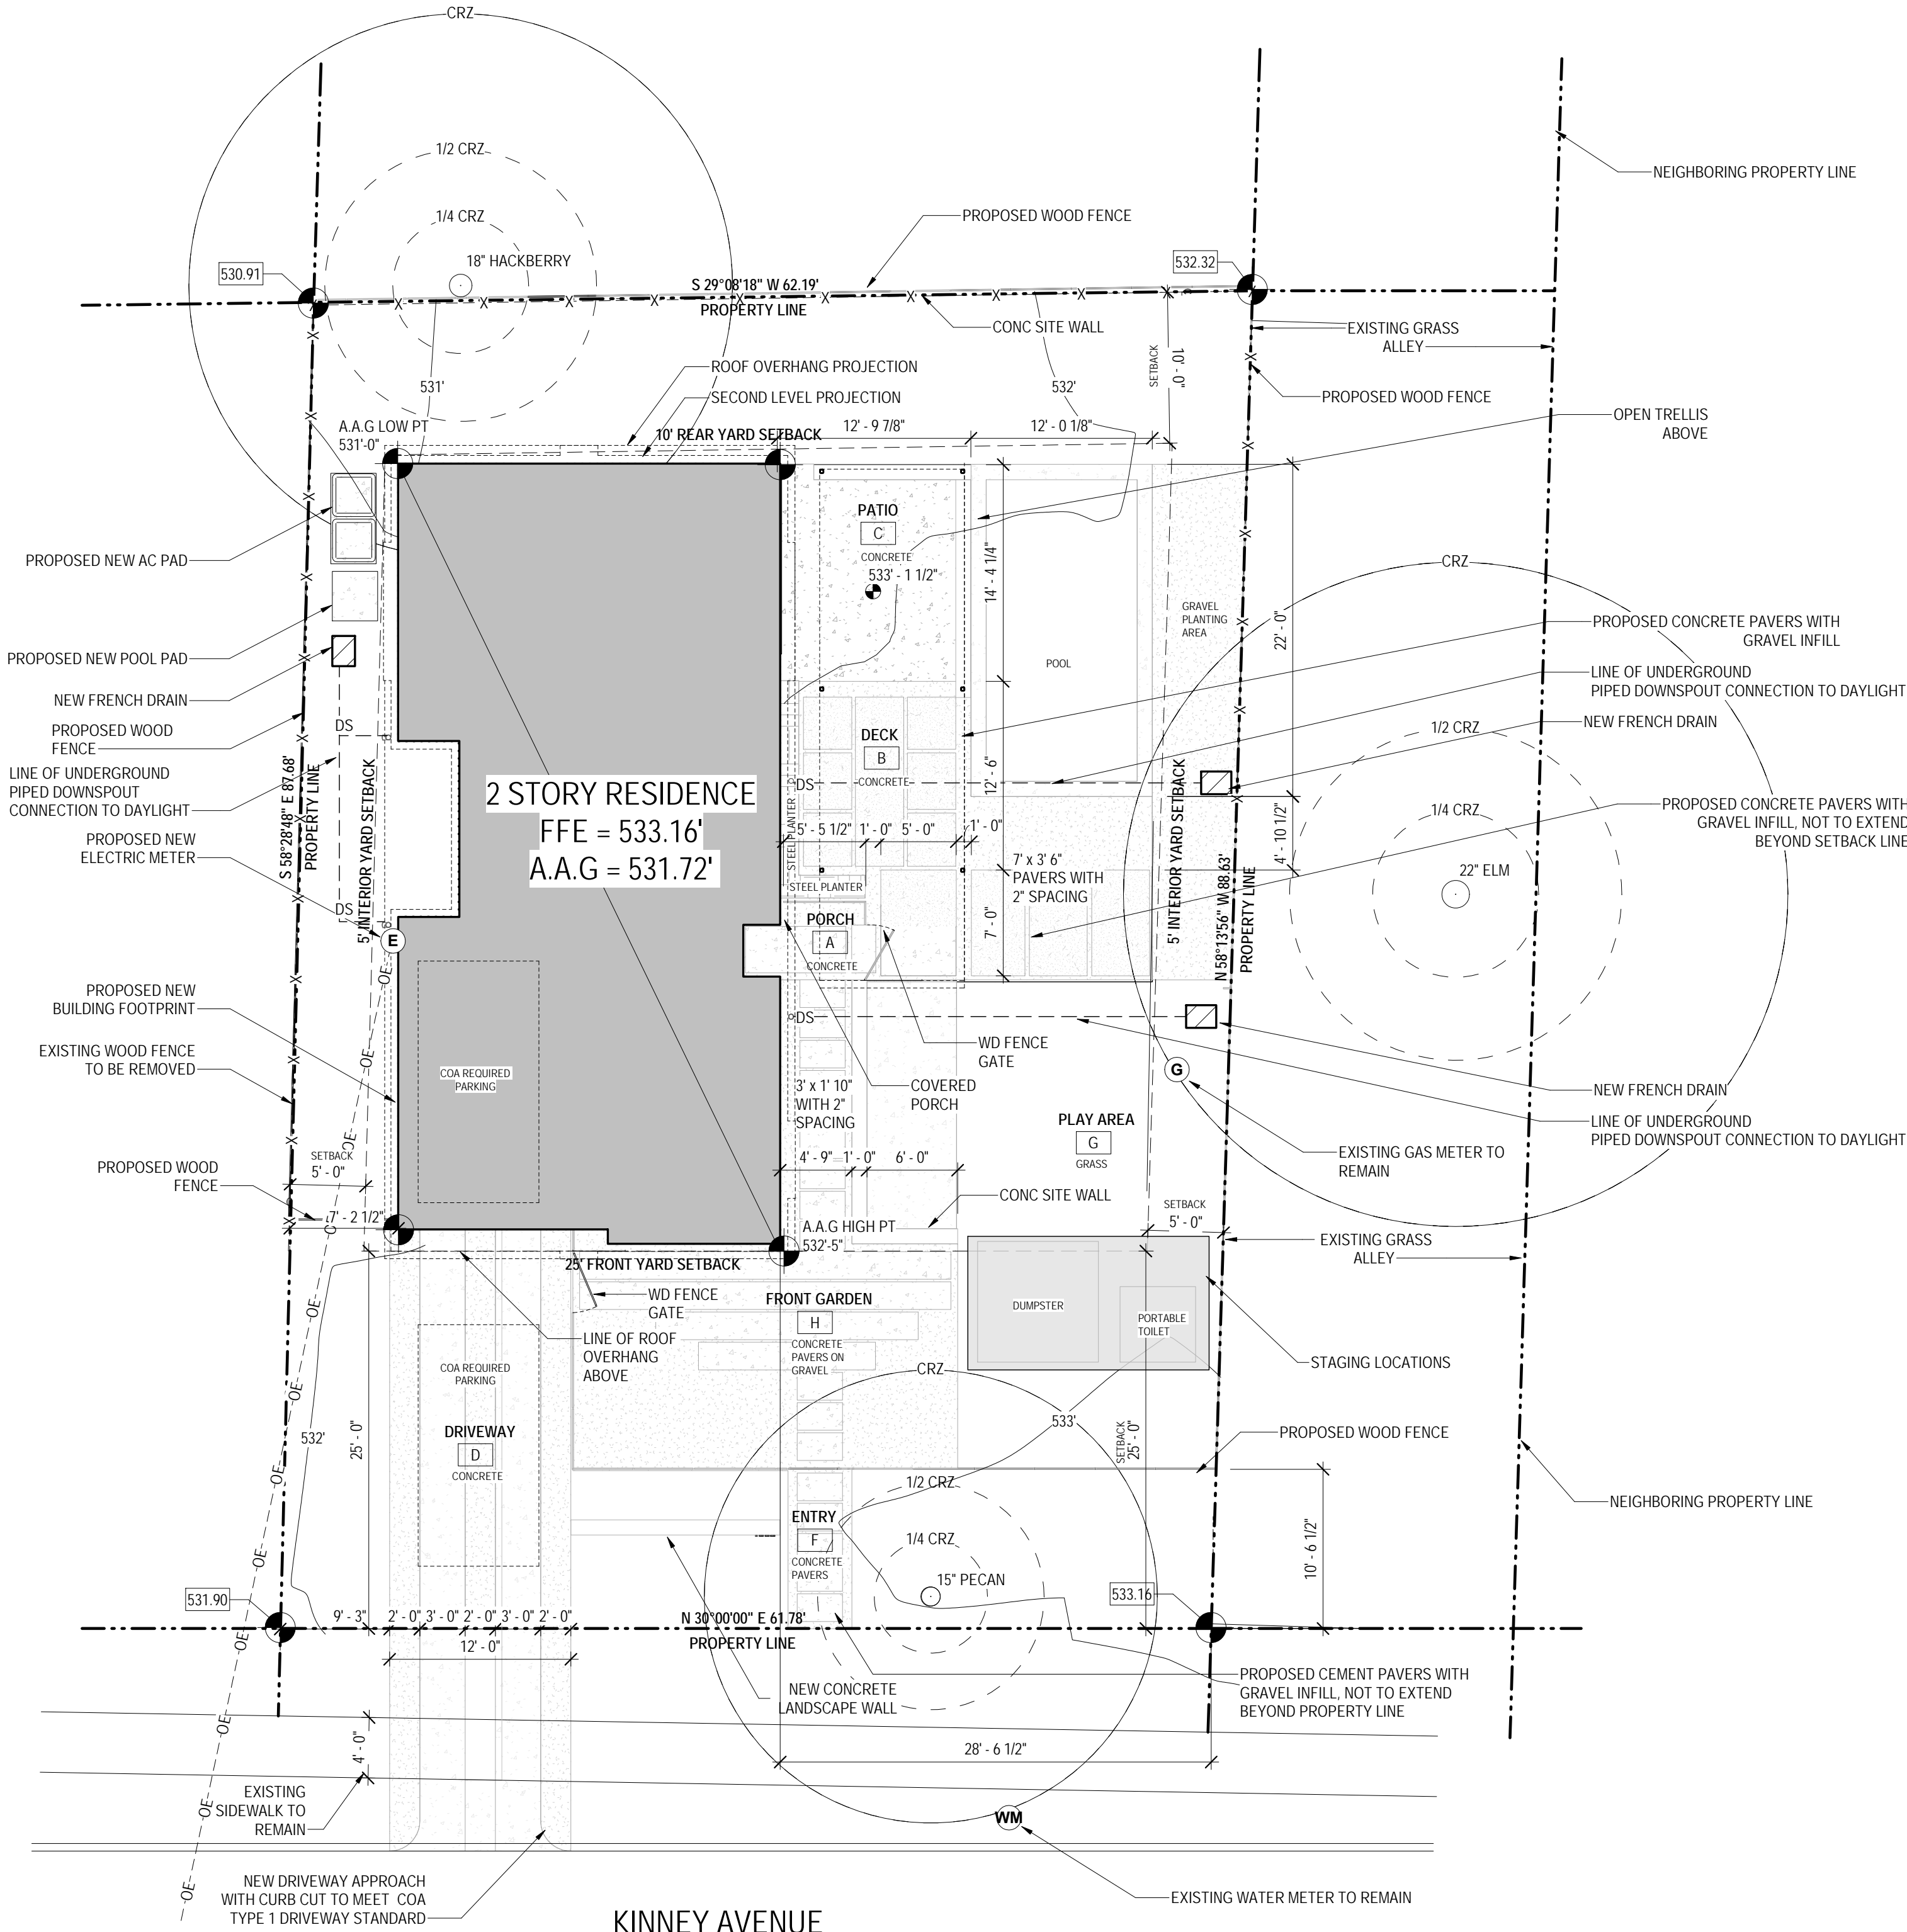 CRZ
1/2 CRZ
1/4 CRZ
18" HACKBERRY
NEIGHBORING PROPERTY LINE
PROPOSED WOOD FENCE
530.91
532.32
S 29°08'18" W 62.19'
PROPERTY LINE
CONC SITE WALL
EXISTING GRASS
ALLEY
SETBACK
10' - 0"
ROOF OVERHANG PROJECTION
531'
532'
SECOND LEVEL PROJECTION
PROPOSED WOOD FENCE
A.A.G LOW PT
531'-0"
10' REAR YARD SETBACK
12' - 9 7/8"
12' - 0 1/8"
OPEN TRELLIS
ABOVE
PATIO
C
CONCRETE
533' - 1 1/2"
14' - 4 1/4"
PROPOSED NEW AC PAD
CRZ
GRAVEL
PLANTING
AREA
22' - 0"
PROPOSED CONCRETE PAVERS WITH
GRAVEL INFILL
PROPOSED NEW POOL PAD
POOL
LINE OF UNDERGROUND
PIPED DOWNSPOUT CONNECTION TO DAYLIGHT
NEW FRENCH DRAIN
NEW FRENCH DRAIN
PROPOSED WOOD
FENCE
DS
DECK
B
CONCRETE
12' - 6"
1/2 CRZ
LINE OF UNDERGROUND
PIPED DOWNSPOUT
CONNECTION TO DAYLIGHT
S 58°28'48" E 87.68'
PROPERTY LINE
5' INTERIOR YARD SETBACK
2 STORY RESIDENCE
FFE = 533.16'
A.A.G = 531.72'
DS
STEEL PLANTER
5' - 5 1/2"
1' - 0"
5' - 0"
1' - 0"
5' INTERIOR YARD SETBACK
4' - 10 1/2"
1/4 CRZ
PROPOSED CONCRETE PAVERS WITH
GRAVEL INFILL, NOT TO EXTEND
BEYOND SETBACK LINE
PROPOSED NEW
ELECTRIC METER
7' x 3' 6"
PAVERS WITH
2" SPACING
STEEL PLANTER
22" ELM
DS
E
PORCH
A
CONCRETE
7' - 0"
N 58°13'56" W 88.63'
PROPERTY LINE
OE
PROPOSED NEW
BUILDING FOOTPRINT
DS
WD FENCE
GATE
EXISTING WOOD FENCE
TO BE REMOVED
OE
COA REQUIRED
PARKING
3' x 1' 10"
WITH 2"
SPACING
COVERED
PORCH
G
NEW FRENCH DRAIN
LINE OF UNDERGROUND
PIPED DOWNSPOUT CONNECTION TO DAYLIGHT
PLAY AREA
G
GRASS
EXISTING GAS METER TO
REMAIN
OE
SETBACK
5' - 0"
PROPOSED WOOD
FENCE
4' - 9"
1' - 0"
6' - 0"
CONC SITE WALL
SETBACK
5' - 0"
7' - 2 1/2"
OE
A.A.G HIGH PT
532'-5"
EXISTING GRASS
ALLEY
25' FRONT YARD SETBACK
WD FENCE
GATE
FRONT GARDEN
H
CONCRETE
PAVERS ON
GRAVEL
DUMPSTER
PORTABLE
TOILET
OE
LINE OF ROOF
OVERHANG
ABOVE
STAGING LOCATIONS
COA REQUIRED
PARKING
CRZ
OE
532'
25' - 0"
DRIVEWAY
D
CONCRETE
533'
SETBACK
25' - 0"
PROPOSED WOOD FENCE
OE
1/2 CRZ
NEIGHBORING PROPERTY LINE
ENTRY
F
CONCRETE
PAVERS
1/4 CRZ
15" PECAN
10' - 6 1/2"
OE
531.90
533.16
9' - 3"
2' - 0"
3' - 0"
2' - 0"
3' - 0"
2' - 0"
12' - 0"
N 30°00'00" E 61.78'
PROPERTY LINE
OE
NEW CONCRETE
LANDSCAPE WALL
PROPOSED CEMENT PAVERS WITH
GRAVEL INFILL, NOT TO EXTEND
BEYOND PROPERTY LINE
OE
4' - 0"
28' - 6 1/2"
EXISTING
SIDEWALK TO
REMAIN
OE
WM
NEW DRIVEWAY APPROACH
WITH CURB CUT TO MEET COA
TYPE 1 DRIVEWAY STANDARD
OE
EXISTING WATER METER TO REMAIN
KINNEY AVENUE